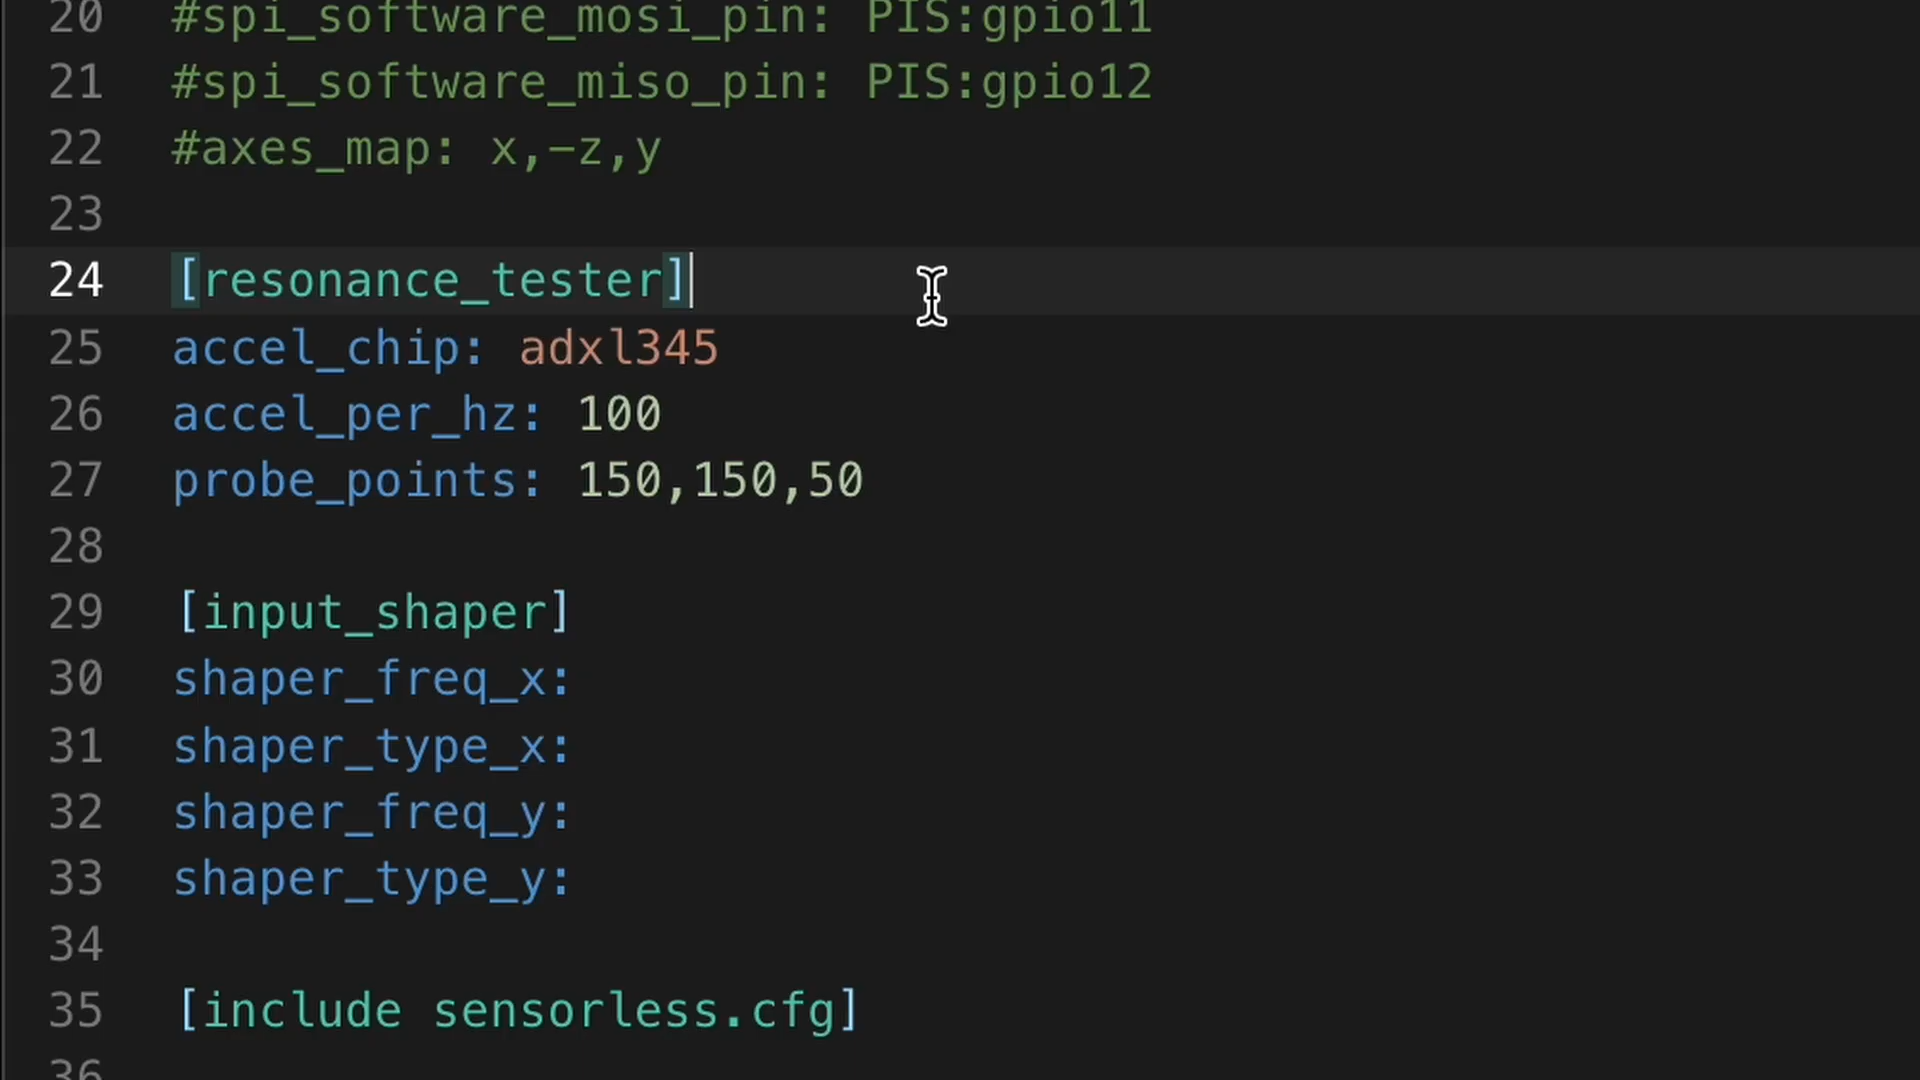 20 #spi_software_mosi_pin: PIS:gpio11
21 #spi_software_miso_pin: PIS:gpio12
22 #axes_map: x,-z,y
23
24 [resonance_tester]
25 accel_chip: adxl345
26 accel_per_hz: 100
27 probe_points: 150,150,50
28
29 [input_shaper]
30 shaper_freq_x:
31 shaper_type_x:
32 shaper_freq_y:
33 shaper_type_y:
34
35 [include sensorless.cfg]
36